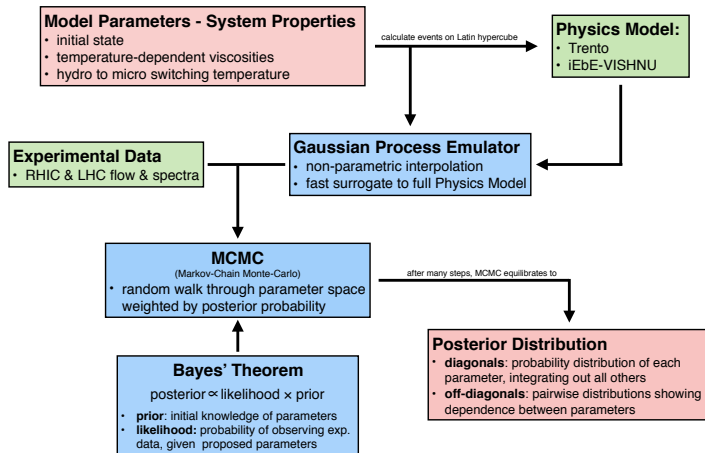 Model Parameters - System Properties
• initial state
• temperature-dependent viscosities
• hydro to micro switching temperature
calculate events on Latin hypercube
Physics Model:
• Trento
• iEbE-VISHNU
Experimental Data
• RHIC & LHC flow & spectra
Gaussian Process Emulator
• non-parametric interpolation
• fast surrogate to full Physics Model
MCMC
(Markov-Chain Monte-Carlo)
• random walk through parameter space
weighted by posterior probability
after many steps, MCMC equilibrates to
Bayes' Theorem
posterior ∝ likelihood × prior
• prior: initial knowledge of parameters
• likelihood: probability of observing exp.
data, given proposed parameters
Posterior Distribution
• diagonals: probability distribution of each
parameter, integrating out all others
• off-diagonals: pairwise distributions showing
dependence between parameters